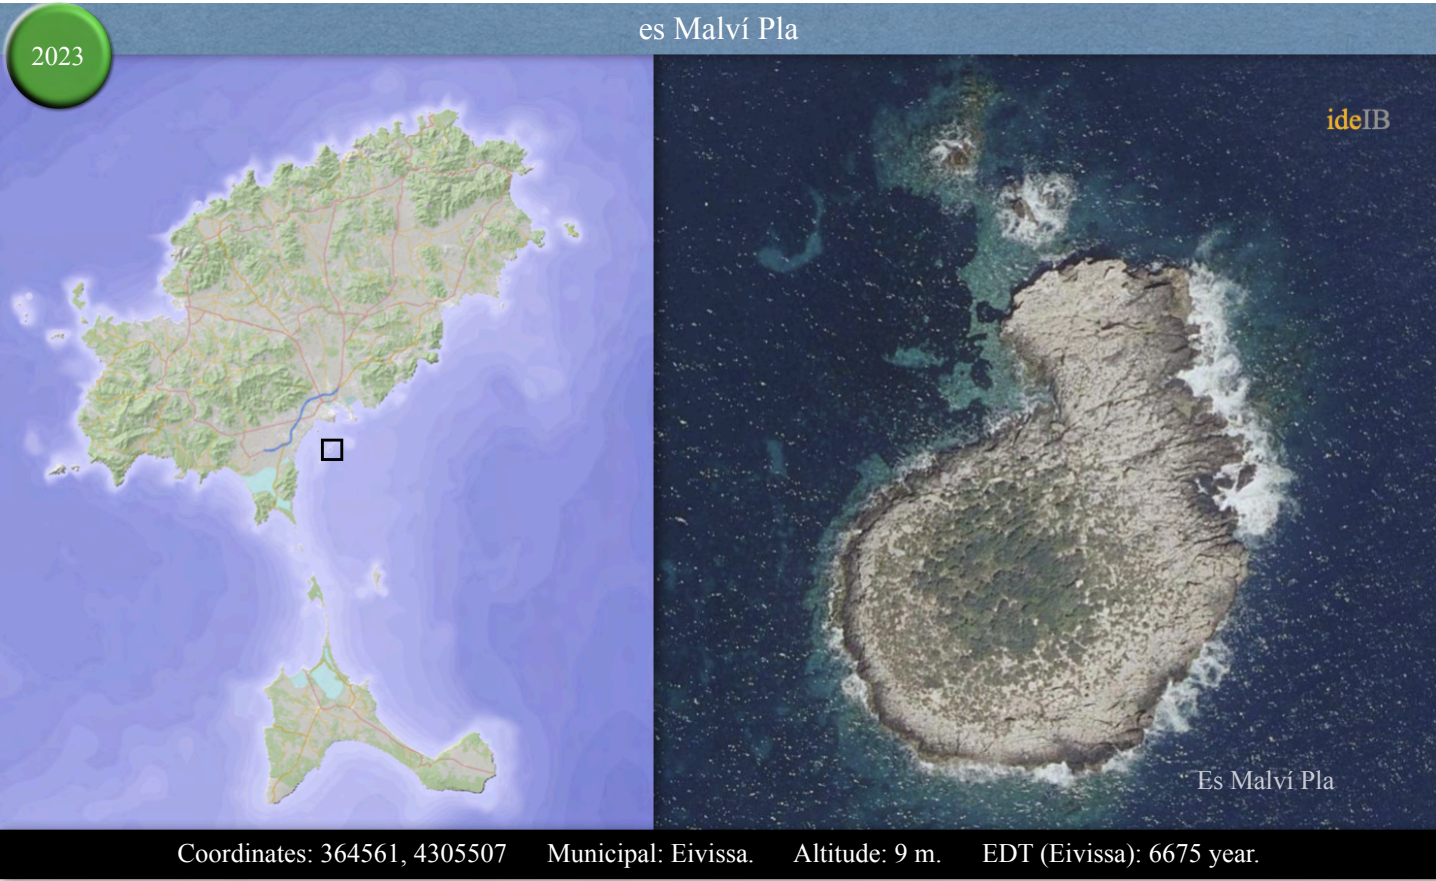 es Malví Pla
2023
ideIB
Es Malví Pla
Coordinates: 364561, 4305507 Municipal: Eivissa. Altitude: 9 m. EDT (Eivissa): 6675 year.